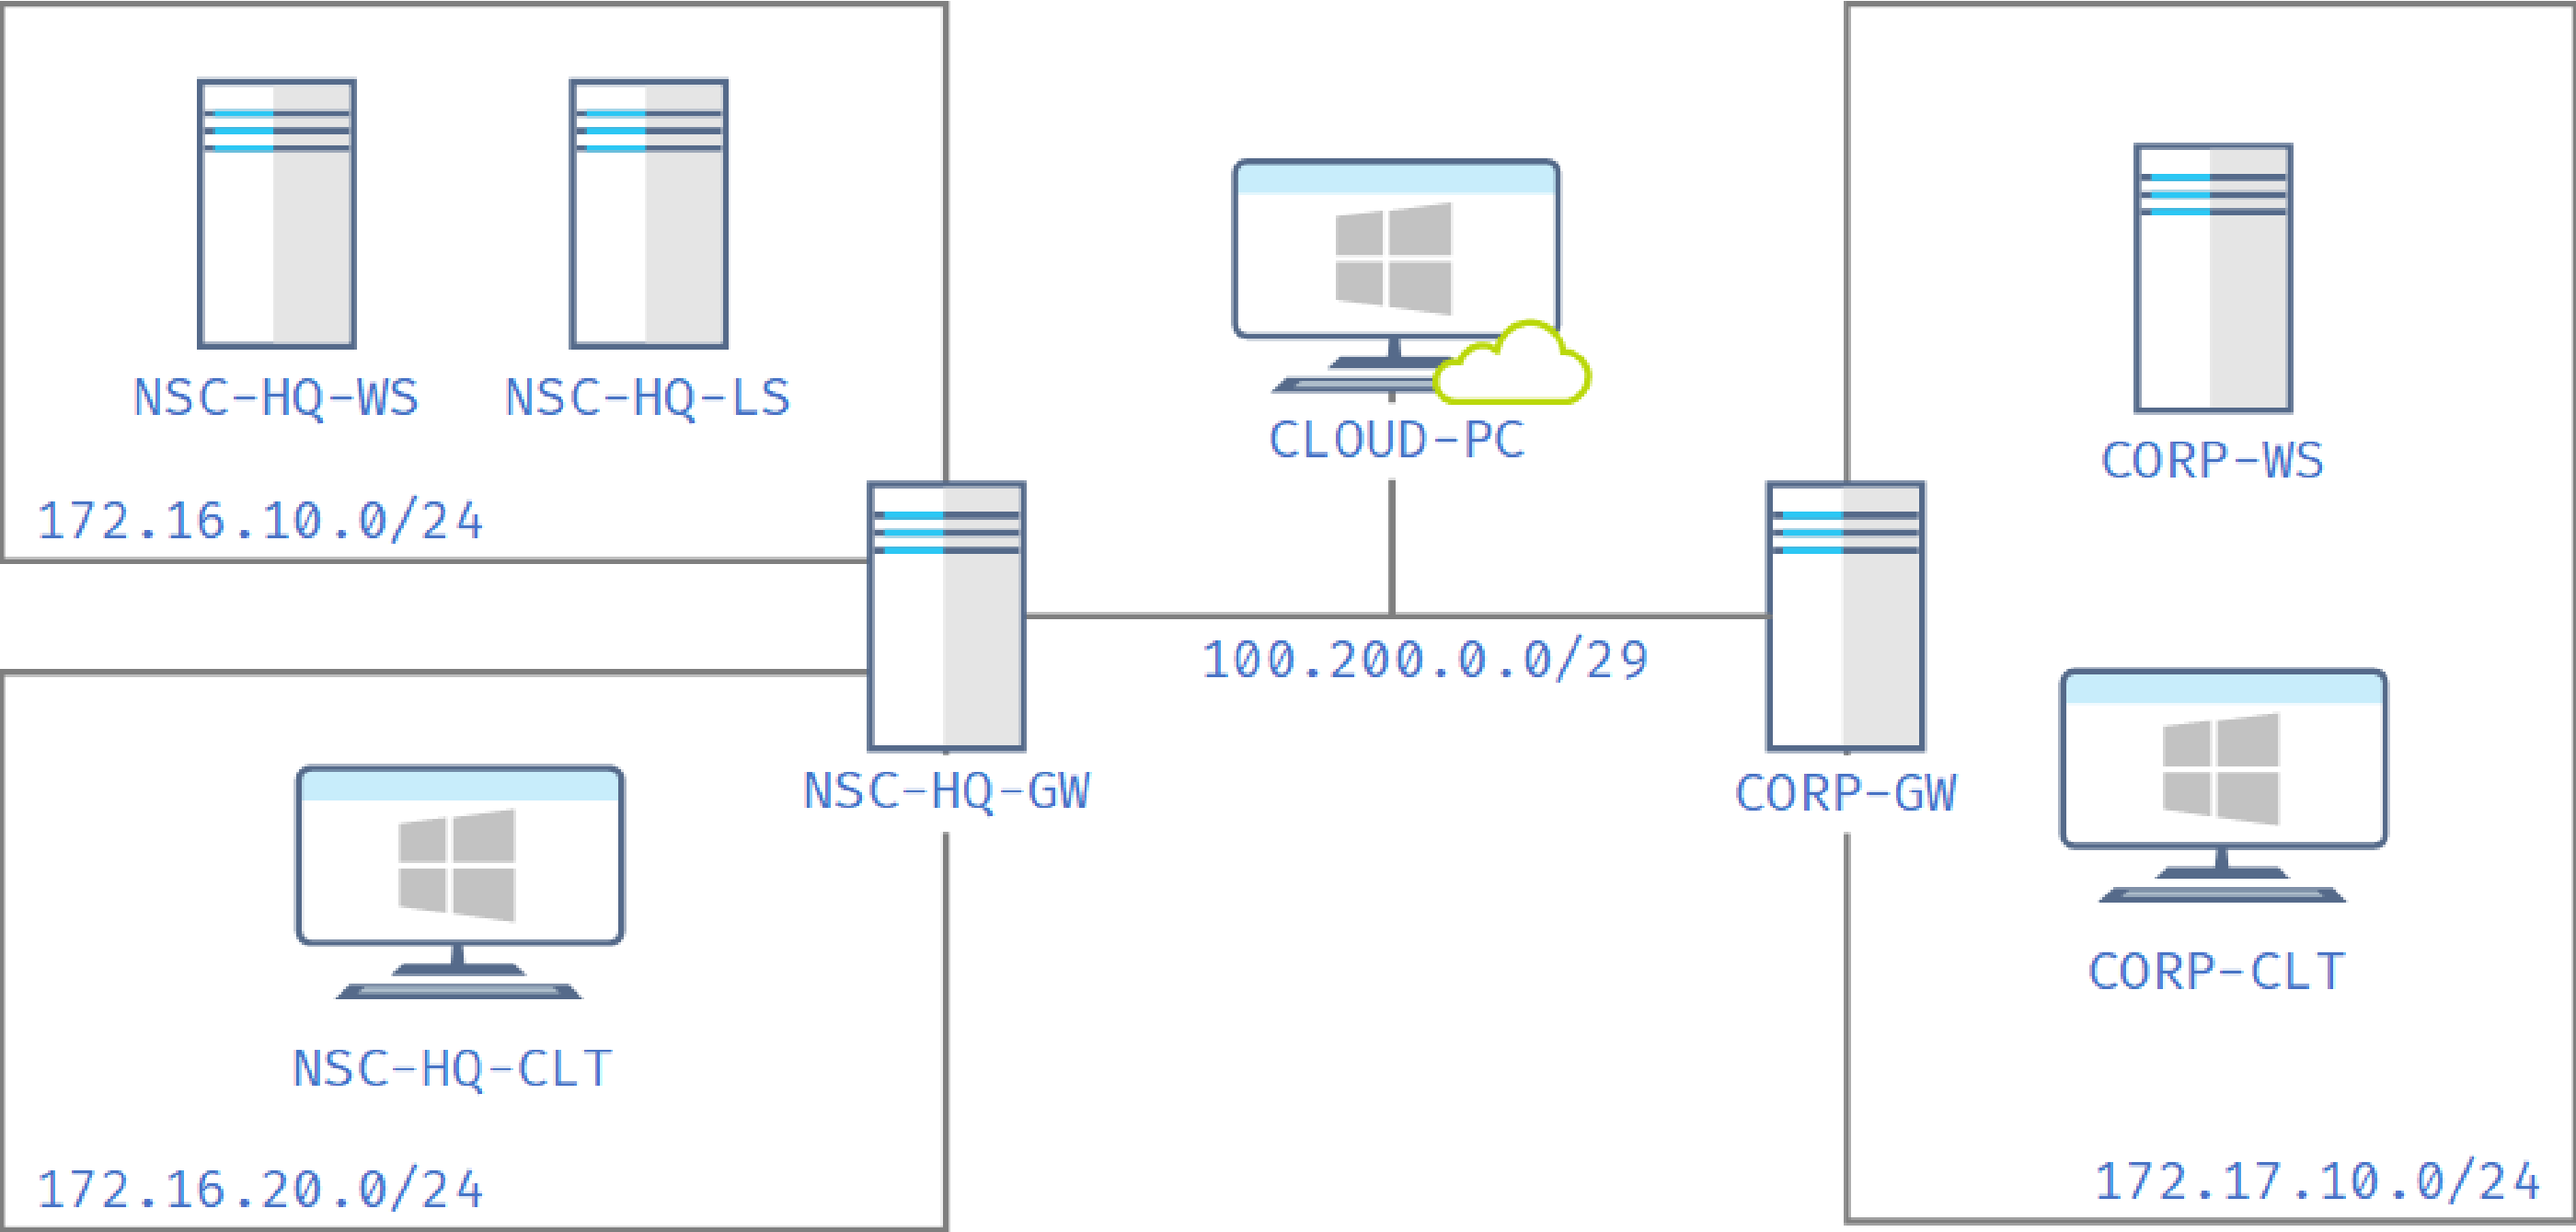 NSC-HQ-WS
NSC-HQ-LS
172.16.10.0/24
CLOUD-PC
CORP-WS
100.200.0.0/29
NSC-HQ-GW
CORP-GW
CORP-CLT
NSC-HQ-CLT
172.16.20.0/24
172.17.10.0/24